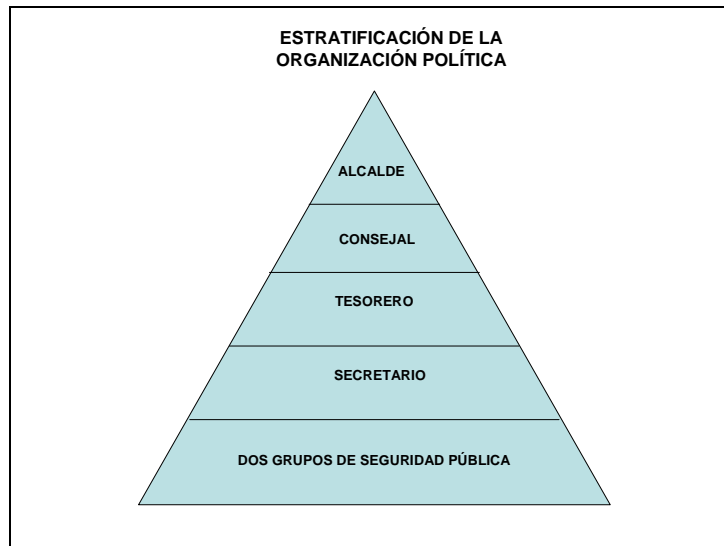 ESTRATIFICACIÓN DE LA
ORGANIZACIÓN POLÍTICA
ALCALDE
CONSEJAL
TESORERO
SECRETARIO
DOS GRUPOS DE SEGURIDAD PÚBLICA